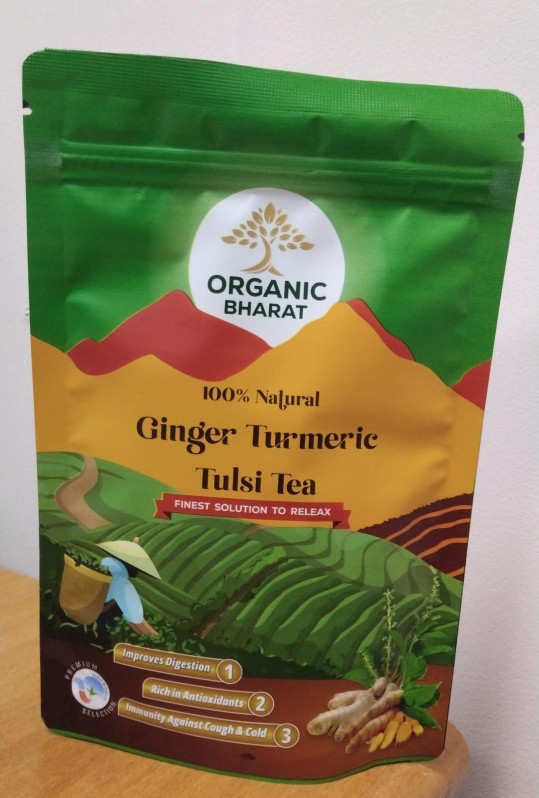 ORGANIC
BHARAT
100% Natural
Ginger Turmeric
Tulsi Tea
FINEST SOLUTION TO RELEAX
Improves Digestion 1
Rich in Antioxidants 2
Immunity Against Cough & Cold 3
PREMIUM
SELECTION